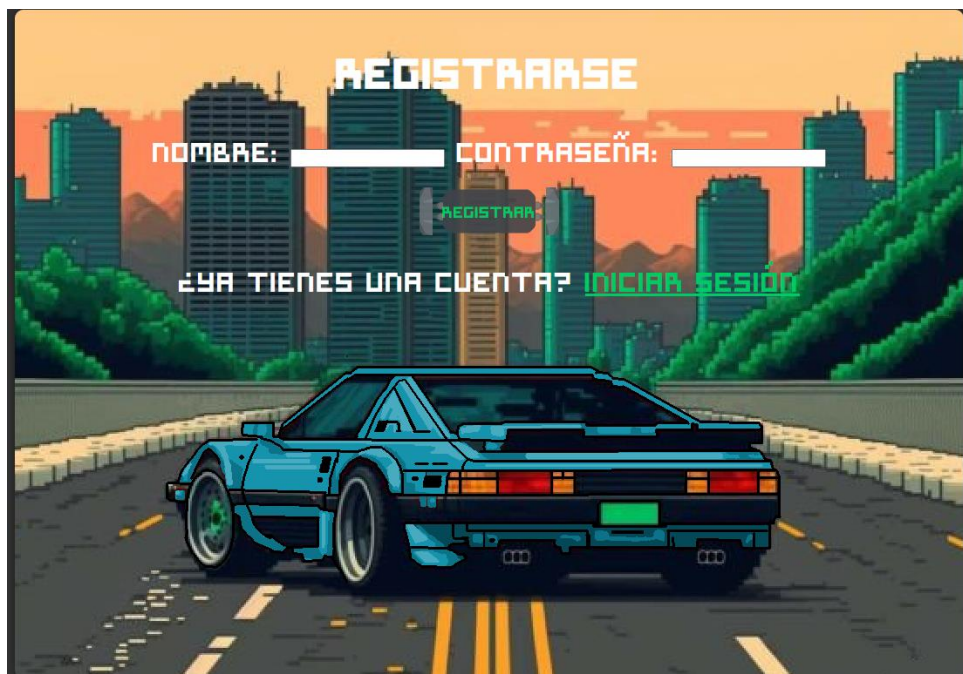 REGISTRARSE
NOMBRE: CONTRASEÑA:
REGISTRAR
¿YA TIENES UNA CUENTA? INICIAR SESIÓN